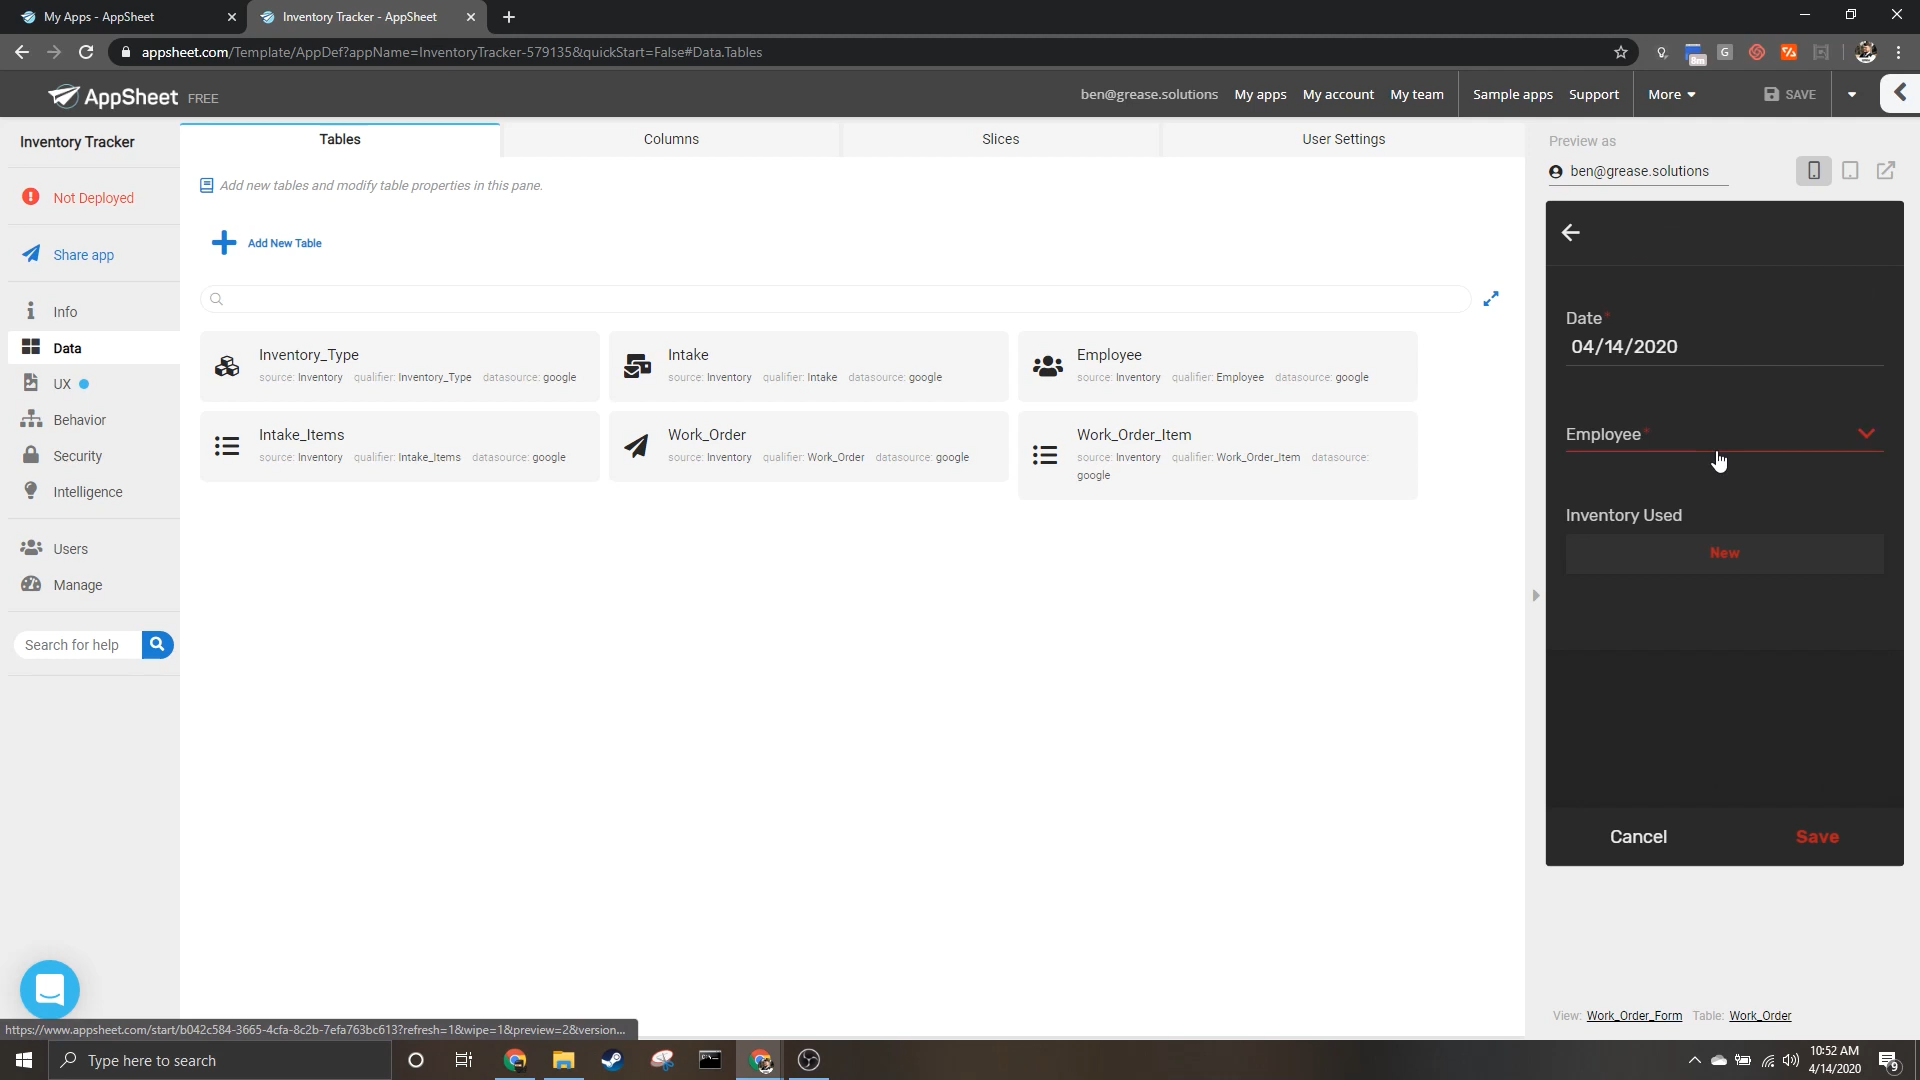 My Apps - AppSheet
Inventory Tracker - AppSheet
appsheet.com/Template/AppDef?appName=InventoryTracker-579135&quickStart=False#Data.Tables
8m
G
AppSheet FREE
ben@grease.solutions My apps My account My team Sample apps Support More SAVE
Inventory Tracker
Not Deployed
Share app
Info
Data
UX
Behavior
Security
Intelligence
Users
Manage
Search for help
Tables Columns Slices User Settings
Add new tables and modify table properties in this pane.
Add New Table
Inventory_Type
source: Inventory qualifier: Inventory_Type datasource: google
Intake
source: Inventory qualifier: Intake datasource: google
Employee
source: Inventory qualifier: Employee datasource: google
Intake_Items
source: Inventory qualifier: Intake_Items datasource: google
Work_Order
source: Inventory qualifier: Work_Order datasource: google
Work_Order_Item
source: Inventory qualifier: Work_Order_Item datasource:
google
Preview as
ben@grease.solutions
Date*
04/14/2020
Employee*
Inventory Used
New
Cancel Save
View: Work_Order_Form Table: Work_Order
https://www.appsheet.com/start/b042c584-3665-4cfa-8c2b-7efa763bc613?refresh=1&wipe=1&preview=2&version...
Type here to search
10:52 AM
4/14/2020
9